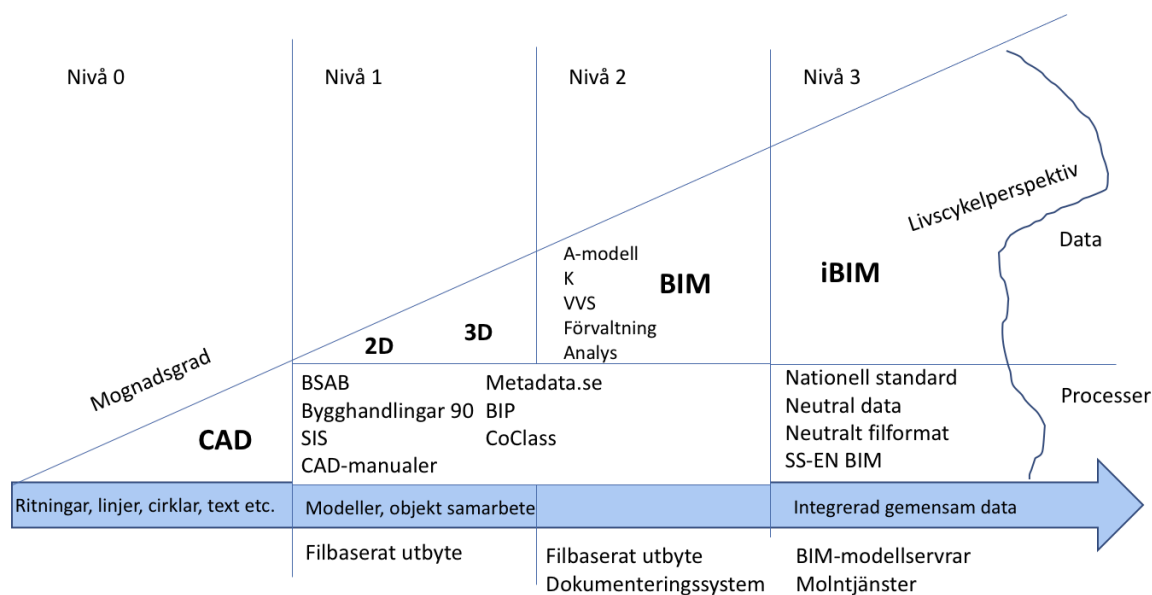 Nivå 0
Nivå 1
Nivå 2
Nivå 3
Livscykelperspektiv
Data
A-modell
K
VVS
Förvaltning
Analys
BIM
iBIM
Mognadsgrad
2D
3D
CAD
BSAB
Bygghandlingar 90
SIS
CAD-manualer
Metadata.se
BIP
CoClass
Nationell standard
Neutral data
Neutralt filformat
SS-EN BIM
Processer
Ritningar, linjer, cirklar, text etc.
Modeller, objekt samarbete
Integrerad gemensam data
Filbaserat utbyte
Filbaserat utbyte
Dokumenteringssystem
BIM-modellservrar
Molntjänster